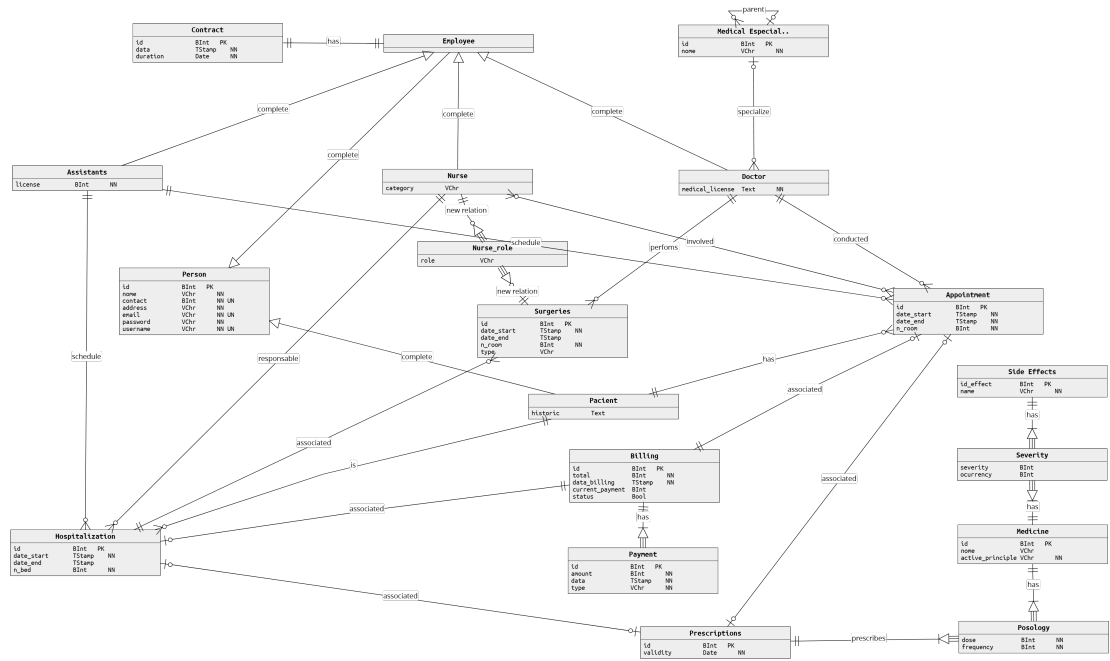 parent
Contract
id BInt PK
data TStamp NN
duration Date NN
has
Employee
Medical Especial..
id BInt PK
nome VChr NN
complete
complete
complete
complete
specialize
Assistants
license BInt NN
Nurse
category VChr
Doctor
medical_license Text NN
new relation
Nurse_role
role VChr
schedule
involved
perfoms
conducted
Person
id BInt PK
nome VChr NN
contact BInt NN UN
address VChr NN
email VChr NN UN
password VChr NN
username VChr NN UN
new relation
Surgeries
id BInt PK
date_start TStamp NN
date_end TStamp
n_room BInt NN
type VChr
Appointment
id BInt PK
date_start TStamp NN
date_end TStamp NN
n_room BInt NN
schedule
responsable
complete
has
associated
Pacient
historic Text
Side Effects
id_effect BInt PK
name VChr NN
has
associated
is
Billing
id BInt PK
total BInt NN
data_billing TStamp NN
current_payment BInt
status Bool
Severity
severity BInt
ocurrency BInt
associated
associated
has
has
Hospitalization
id BInt PK
date_start TStamp NN
date_end TStamp
n_bed BInt NN
Payment
id BInt PK
amount BInt NN
data TStamp NN
type VChr NN
Medicine
id BInt PK
nome VChr
active_principle VChr NN
has
associated
Prescriptions
id BInt PK
validity Date NN
prescribes
Posology
dose BInt NN
frequency BInt NN